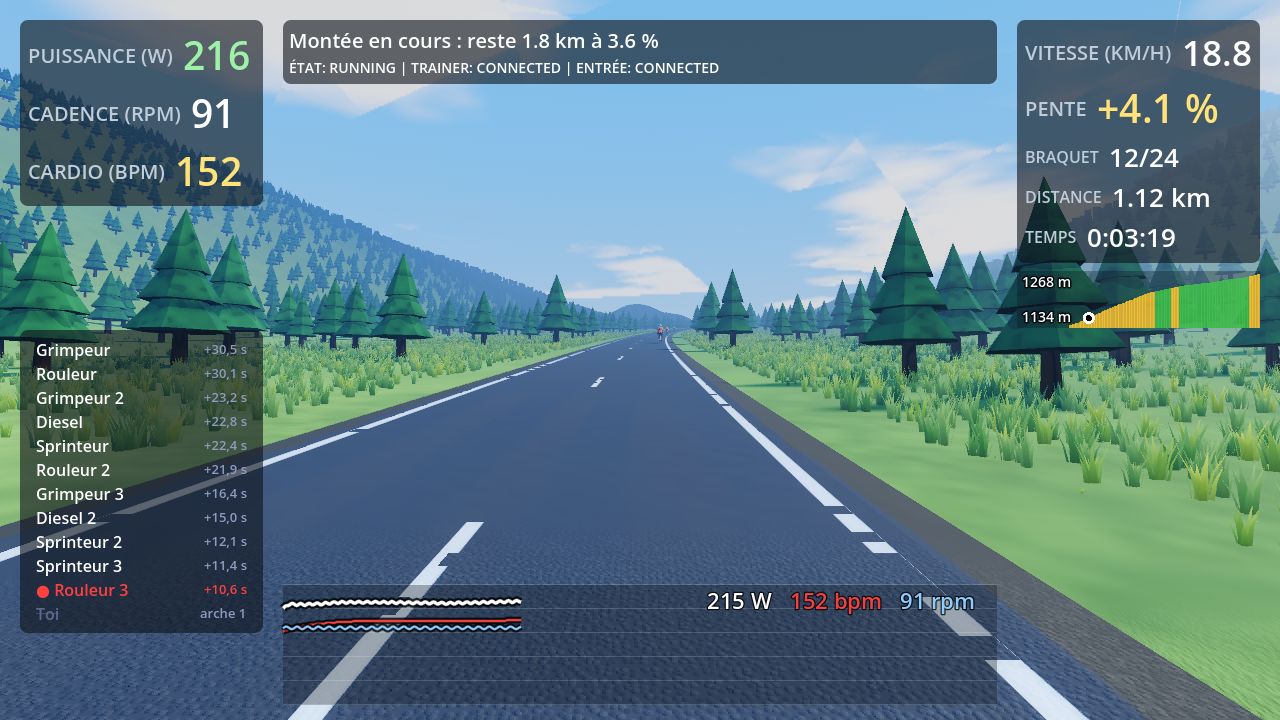 PUISSANCE (W) 216
CADENCE (RPM) 91
CARDIO (BPM) 152
Montée en cours : reste 1.8 km à 3.6 %
ÉTAT: RUNNING | TRAINER: CONNECTED | ENTRÉE: CONNECTED
VITESSE (KM/H) 18.8
PENTE +4.1 %
BRAQUET 12/24
DISTANCE 1.12 km
TEMPS 0:03:19
1268 m
1134 m
Grimpeur +30,5 s
Rouleur +30,1 s
Grimpeur 2 +23,2 s
Diesel +22,8 s
Sprinteur +22,4 s
Rouleur 2 +21,9 s
Grimpeur 3 +16,4 s
Diesel 2 +15,0 s
Sprinteur 2 +12,1 s
Sprinteur 3 +11,4 s
Rouleur 3 +10,6 s
Toi arche 1
215 W 152 bpm 91 rpm